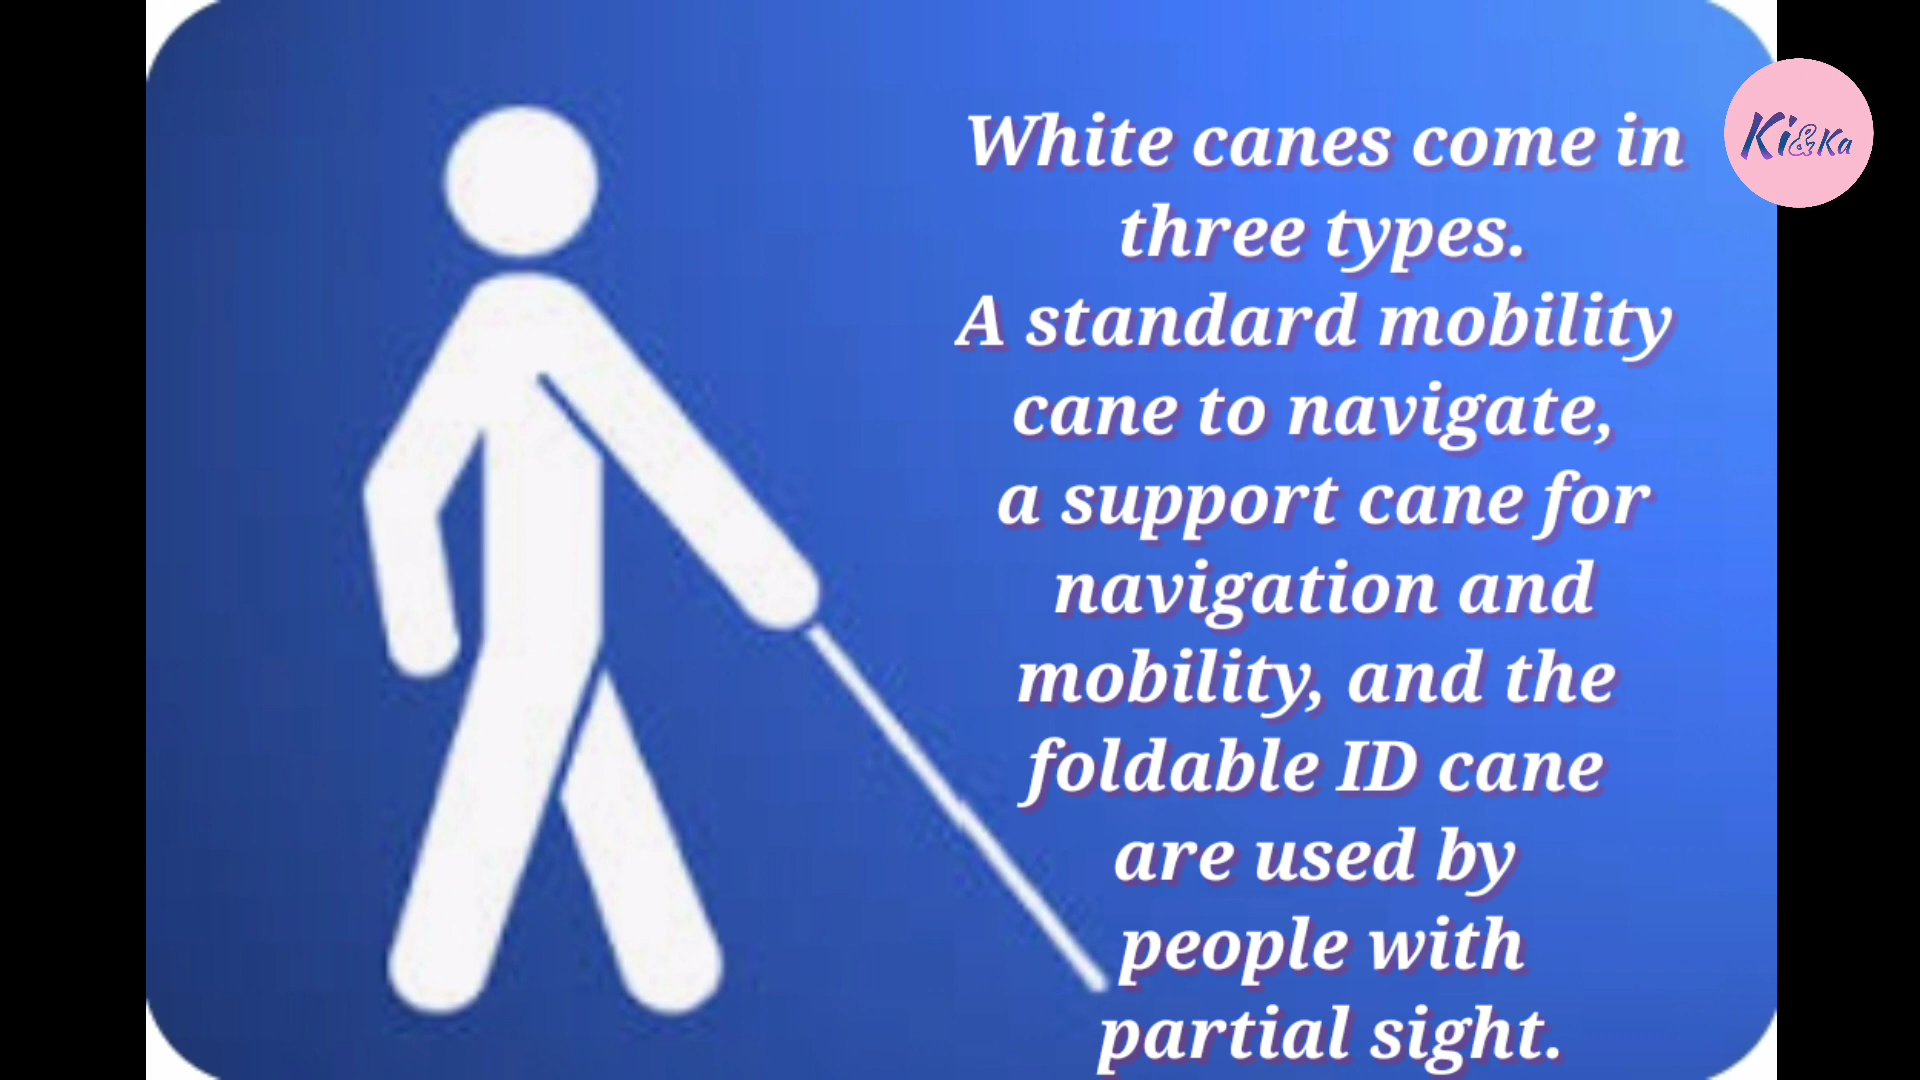 White canes come in
three types.
A standard mobility
cane to navigate,
a support cane for
navigation and
mobility, and the
foldable ID cane
are used by
people with
partial sight.
Ki&Ka